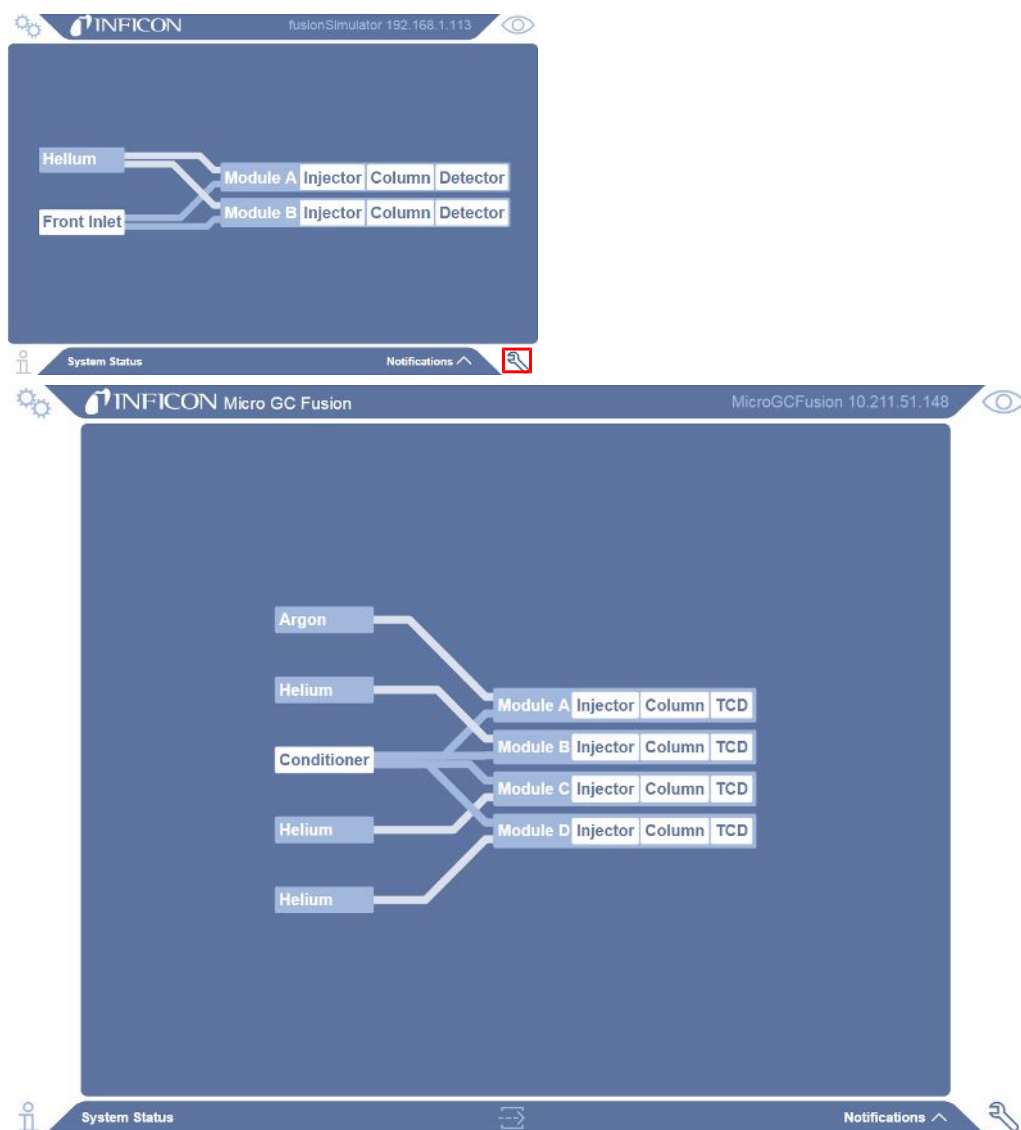 INFICON fusionSimulator 192.168.1.113
Helium
Module A Injector Column Detector
Module B Injector Column Detector
Front Inlet
System Status Notifications
INFICON Micro GC Fusion MicroGCFusion 10.211.51.148
Argon
Helium
Module A Injector Column TCD
Module B Injector Column TCD
Conditioner
Module C Injector Column TCD
Helium
Module D Injector Column TCD
Helium
System Status Notifications